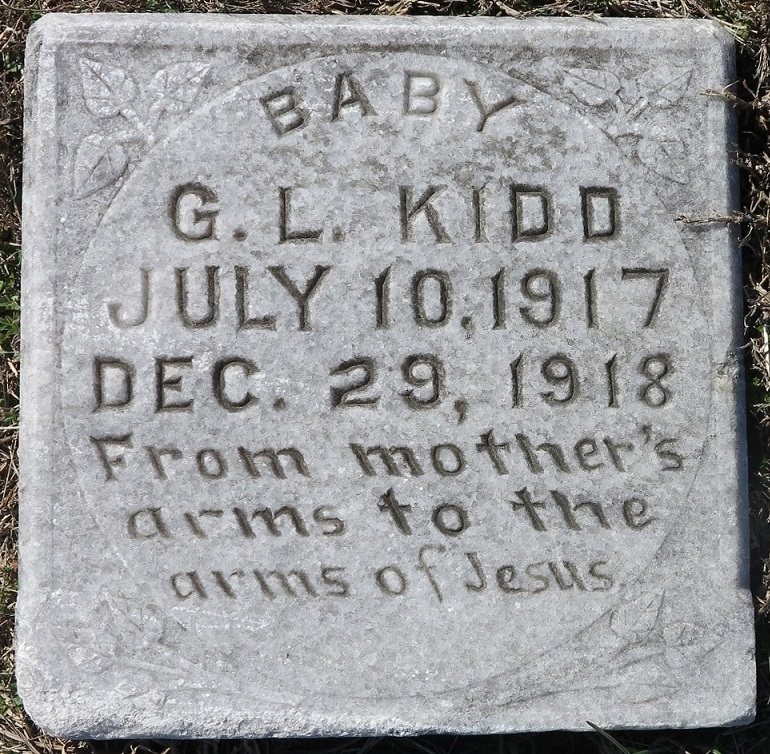 BABY
G. L. KIDD
JULY 10, 1917
DEC. 29, 1918
From mother's
arms to the
arms of Jesus.